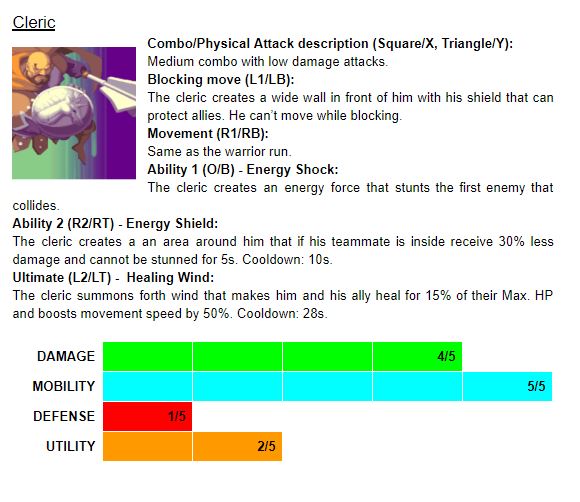 Cleric
Combo/Physical Attack description (Square/X, Triangle/Y):
Medium combo with low damage attacks.
Blocking move (L1/LB):
The cleric creates a wide wall in front of him with his shield that can
protect allies. He can't move while blocking.
Movement (R1/RB):
Same as the warrior run.
Ability 1 (O/B) - Energy Shock:
The cleric creates an energy force that stunts the first enemy that
collides.
Ability 2 (R2/RT) - Energy Shield:
The cleric creates a an area around him that if his teammate is inside receive 30% less
damage and cannot be stunned for 5s. Cooldown: 10s.
Ultimate (L2/LT) - Healing Wind:
The cleric summons forth wind that makes him and his ally heal for 15% of their Max. HP
and boosts movement speed by 50%. Cooldown: 28s.
DAMAGE 4/5
MOBILITY 5/5
DEFENSE 1/5
UTILITY 2/5